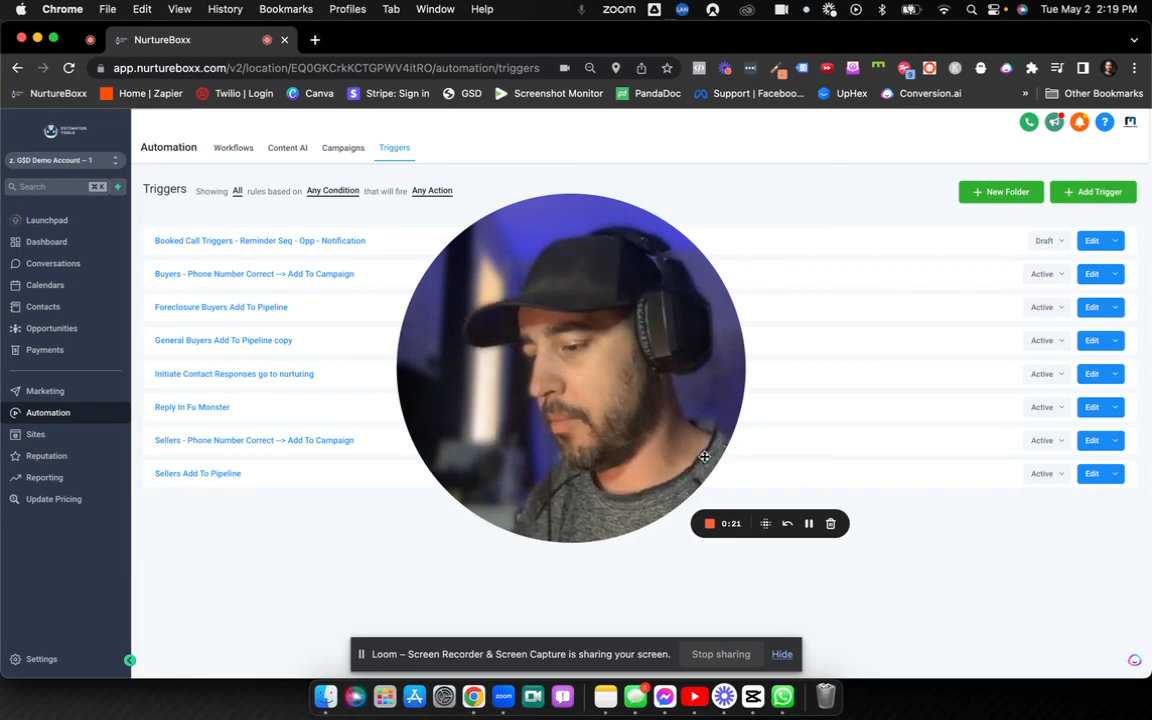 Chrome File Edit View History Bookmarks Profiles Tab Window Help zoom Tue May 2 2:19 PM
NurtureBoxx
app.nurtureboxx.com/v2/location/EQ0GKCrkKCTGPWV4itRO/automation/triggers
NurtureBoxx Home | Zapier Twilio | Login Canva Stripe: Sign in GSD Screenshot Monitor PandaDoc Support | Faceboo... UpHex Conversion.ai » Other Bookmarks
ESTIMATOR.
TOOLS
z. G$D Demo Account -- 1
Search ⌘ K
Launchpad
Dashboard
Conversations
Calendars
Contacts
Opportunities
Payments
Marketing
Automation
Sites
Reputation
Reporting
Update Pricing
Settings
Automation Workflows Content AI Campaigns Triggers
Triggers Showing All rules based on Any Condition that will fire Any Action + New Folder + Add Trigger
Booked Call Triggers - Reminder Seq - Opp - Notification Draft Edit
Buyers - Phone Number Correct --> Add To Campaign Active Edit
Foreclosure Buyers Add To Pipeline Active Edit
General Buyers Add To Pipeline copy Active Edit
Initiate Contact Responses go to nurturing Active Edit
Reply In Fu Monster Active Edit
Sellers - Phone Number Correct --> Add To Campaign Active Edit
Sellers Add To Pipeline Active Edit
0:21
Loom – Screen Recorder & Screen Capture is sharing your screen. Stop sharing Hide
zoom